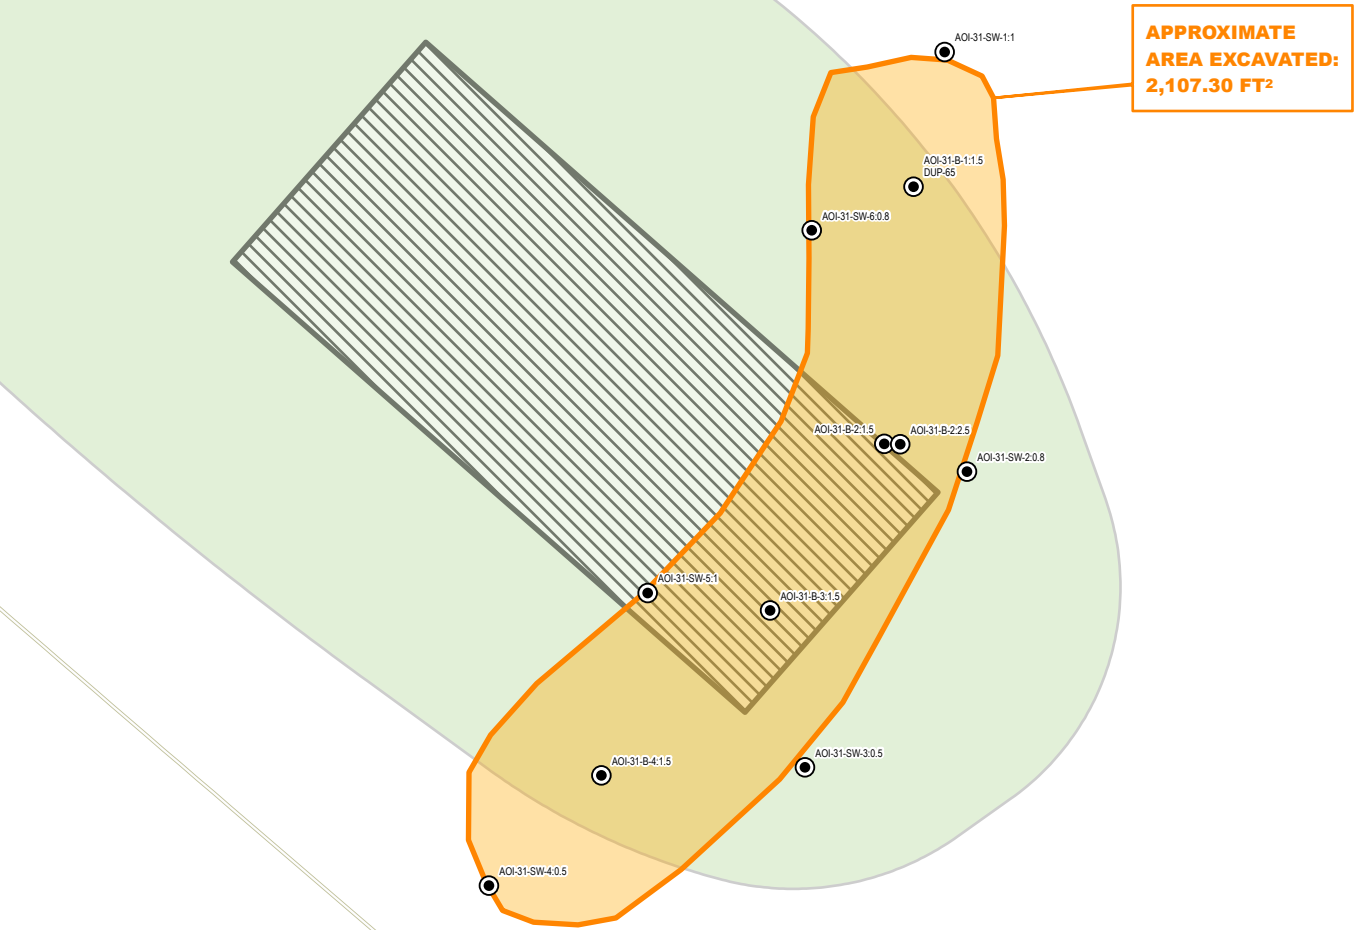 AOI-31-SW-1:1
APPROXIMATE
AREA EXCAVATED:
2,107.30 FT²
AOI-31-B-1:1.5
DUP-65
AOI-31-SW-6:0.8
AOI-31-B-2:1.5
AOI-31-B-2:2.5
AOI-31-SW-2:0.8
AOI-31-SW-5:1
AOI-31-B-3:1.5
AOI-31-SW-3:0.5
AOI-31-B-4:1.5
AOI-31-SW-4:0.5